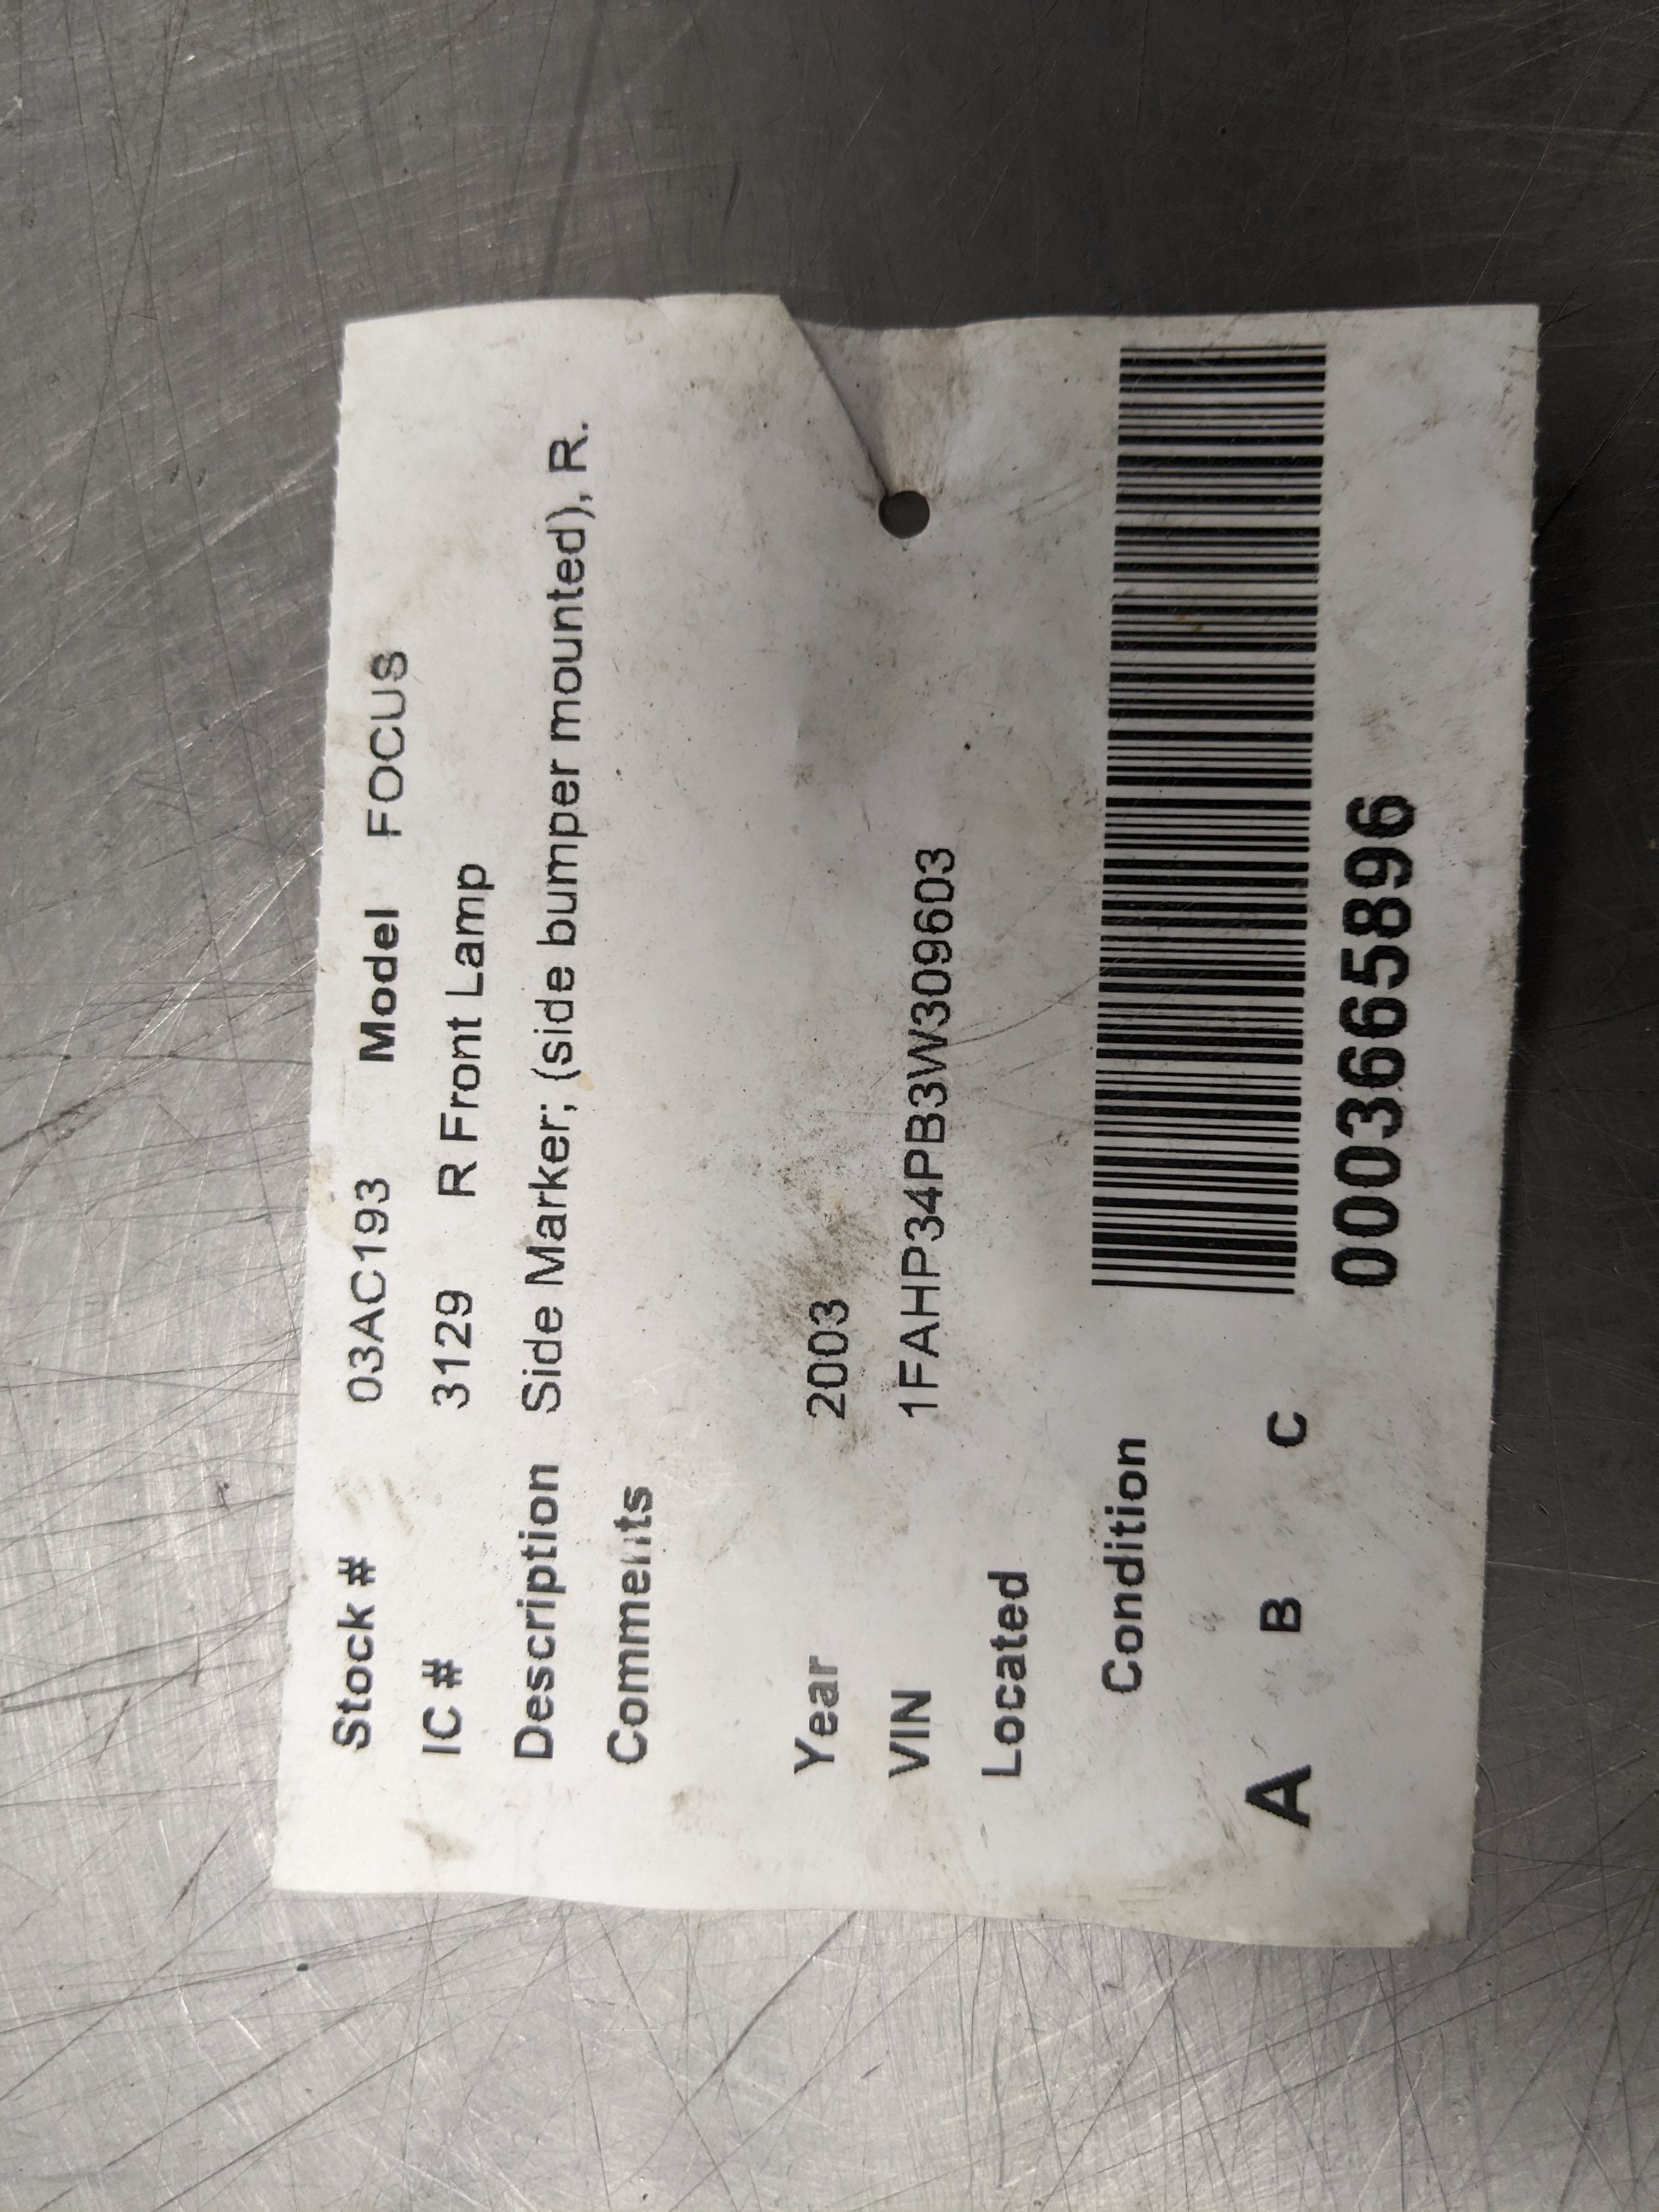 Stock # 03AC193 Model FOCUS
IC # 3129 R Front Lamp
Description Side Marker; (side bumper mounted), R.
Comments
Year 2003
VIN 1FAHP34PB3W309603
Located
Condition
A B C
0003665896